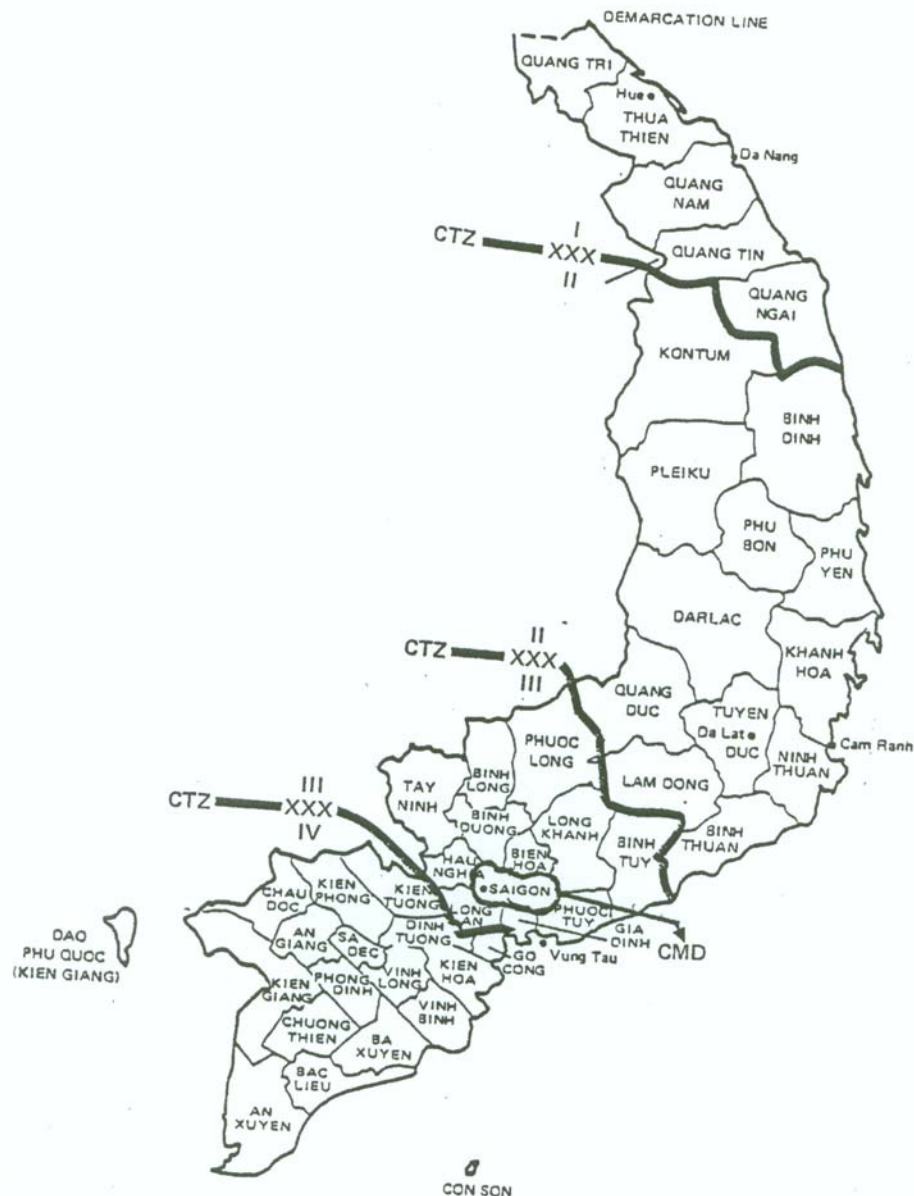 DEMARCATION LINE
QUANG TRI
Hue
THUA
THIEN
Da Nang
QUANG
NAM
I
CTZ XXX
II
QUANG TIN
QUANG
NGAI
KONTUM
BINH
DINH
PLEIKU
PHU
BON
PHU
YEN
DARLAC
II
CTZ XXX
III
KHANH
HOA
QUANG
DUC
TUYEN
Da Lat
DUC
Cam Ranh
NINH
THUAN
PHUOC
LONG
BINH
LONG
TAY
NINH
LAM DONG
III
CTZ XXX
IV
BINH
DUONG
LONG
KHANH
BINH
TUY
BINH
THUAN
BIEN
HOA
HAU
NGHIA
SAIGON
KIEN
PHONG
KIEN
TUONG
CHAU
DOC
LONG
AN
PHUOC
TUY
GIA
DINH
CMD
DAO
PHU QUOC
(KIEN GIANG)
AN
GIANG
SA
DEC
DINH
TUONG
GO
CONG
Vung Tau
KIEN
GIANG
PHONG
DINH
VINH
LONG
KIEN
HOA
VINH
BINH
CHUONG
THIEN
BA
XUYEN
BAC
LIEU
AN
XUYEN
CON SON